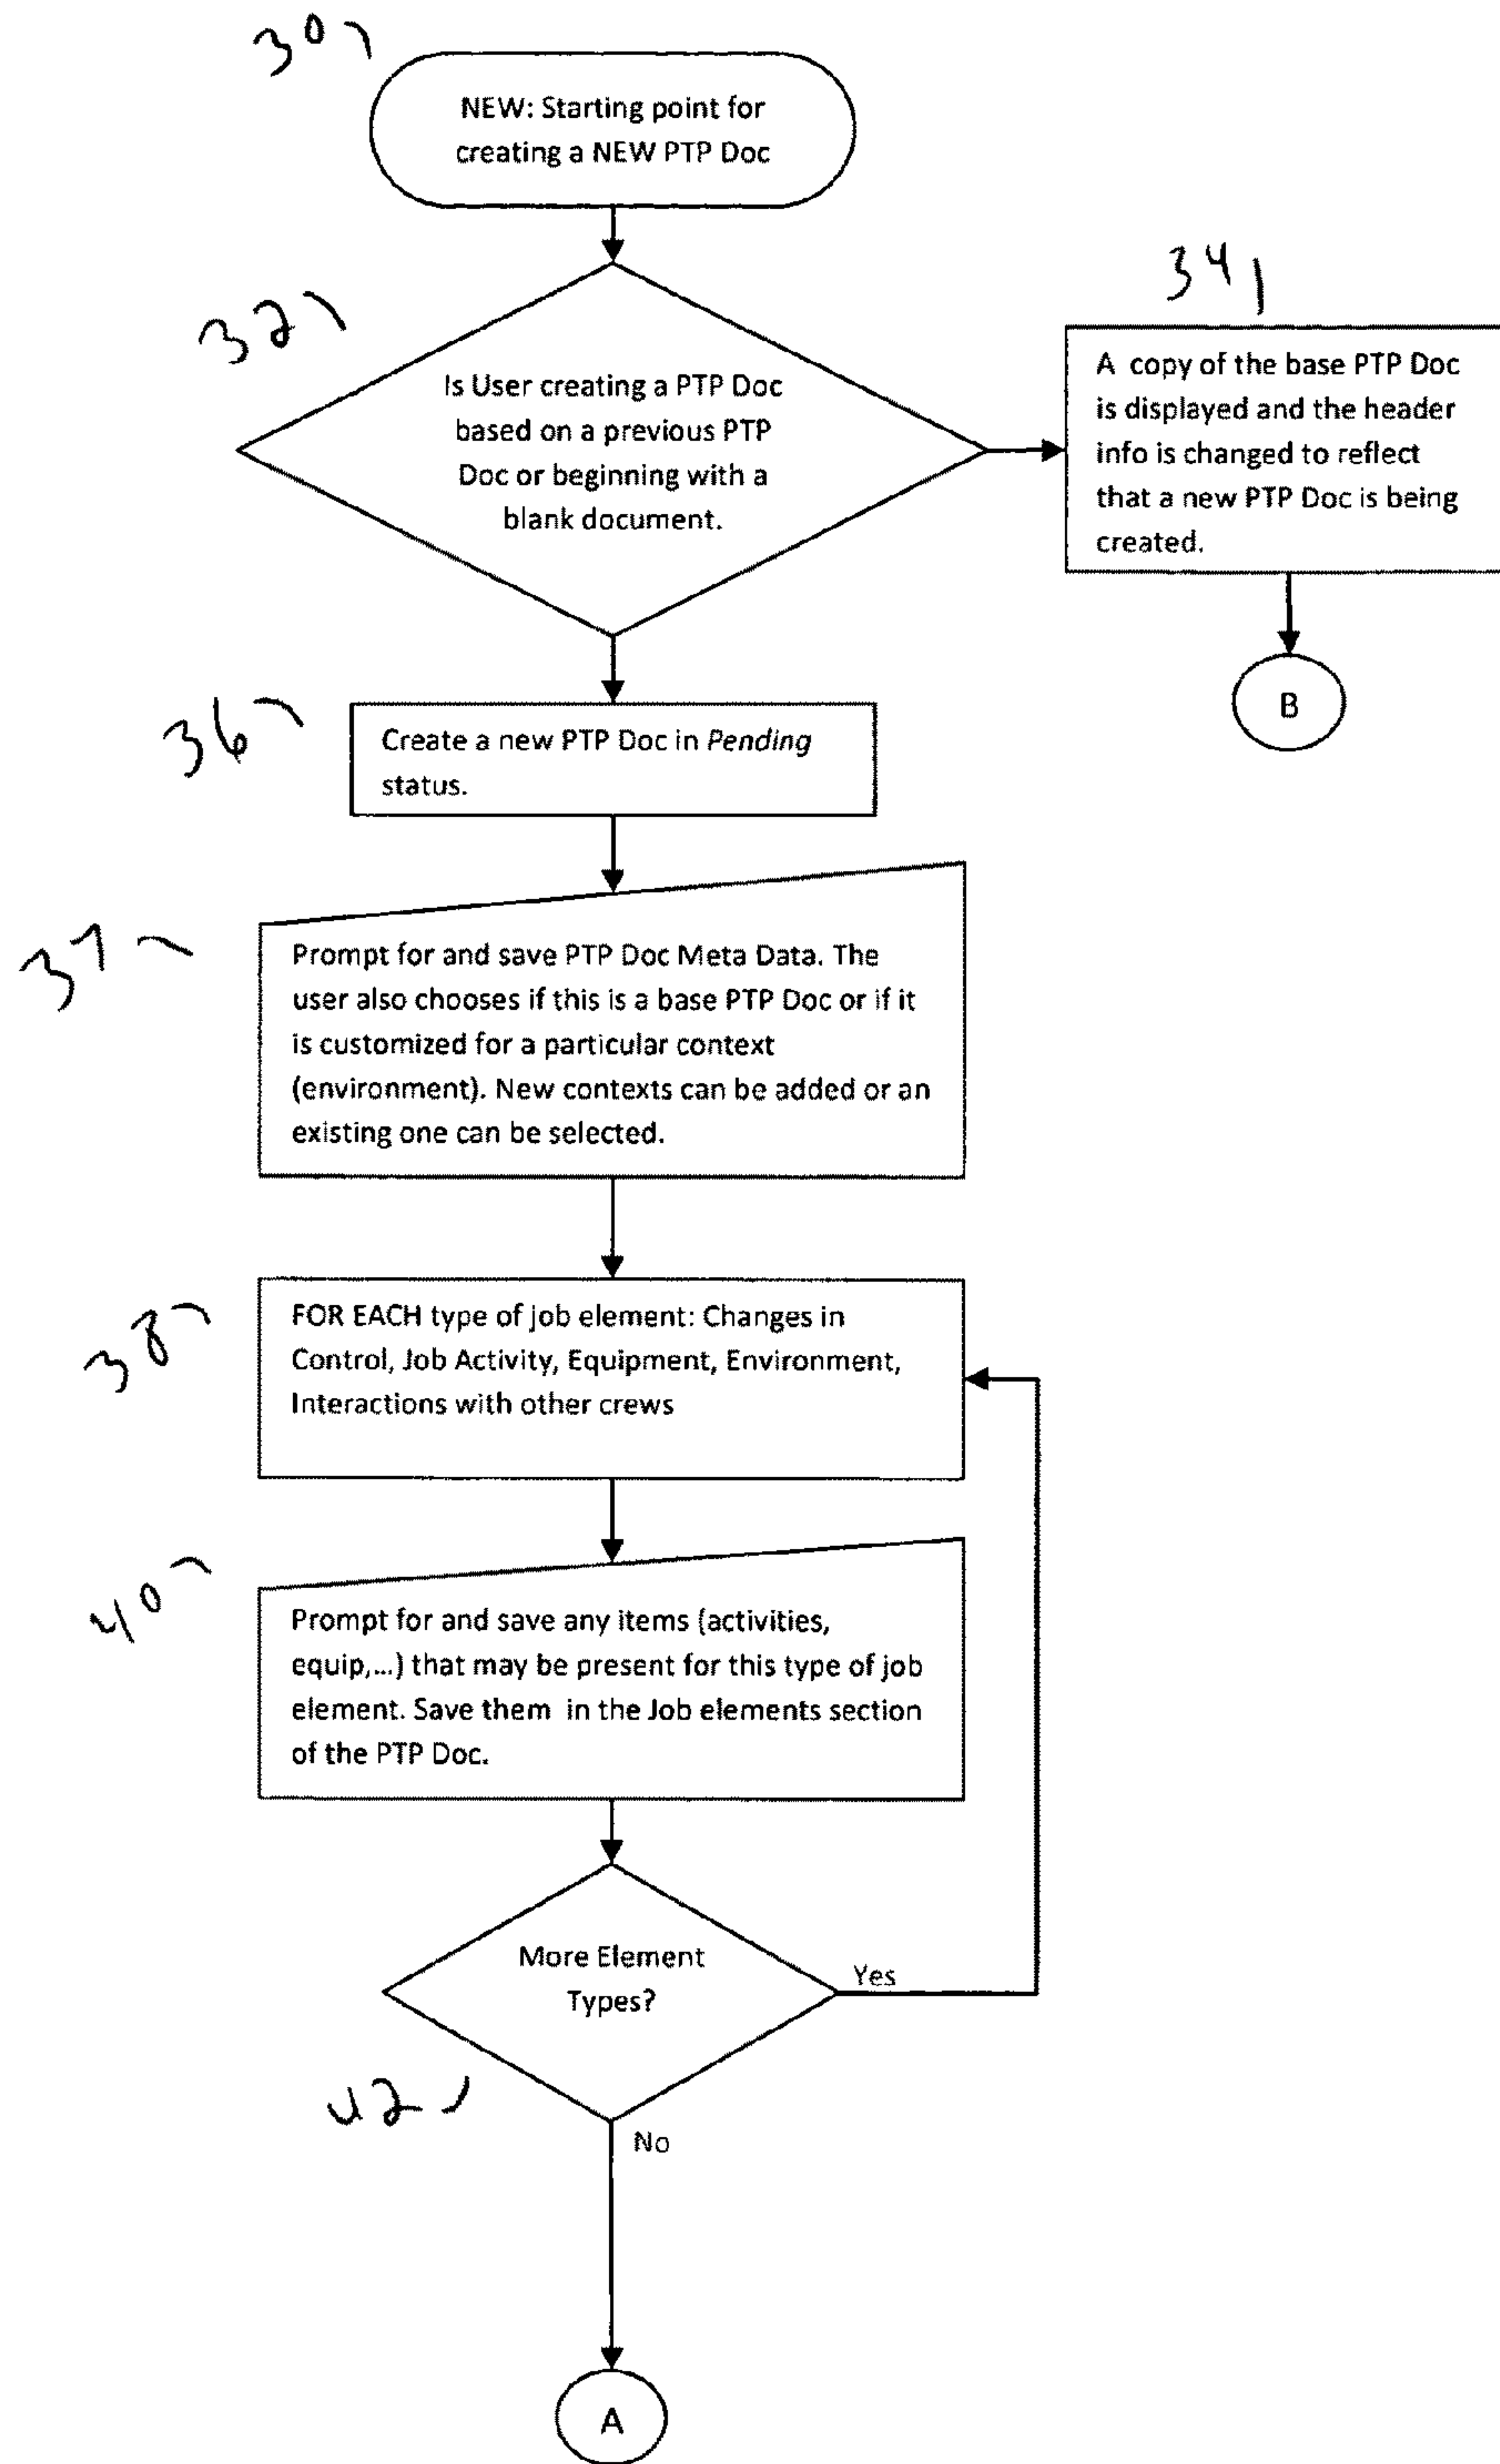 30
NEW: Starting point for
creating a NEW PTP Doc
32
Is User creating a PTP Doc
based on a previous PTP
Doc or beginning with a
blank document.
34
A copy of the base PTP Doc
is displayed and the header
info is changed to reflect
that a new PTP Doc is being
created.
B
36
Create a new PTP Doc in Pending
status.
37
Prompt for and save PTP Doc Meta Data. The
user also chooses if this is a base PTP Doc or if it
is customized for a particular context
(environment). New contexts can be added or an
existing one can be selected.
38
FOR EACH type of job element: Changes in
Control, Job Activity, Equipment, Environment,
Interactions with other crews
40
Prompt for and save any items (activities,
equip,...) that may be present for this type of job
element. Save them in the Job elements section
of the PTP Doc.
More Element
Types?
Yes
42
No
A